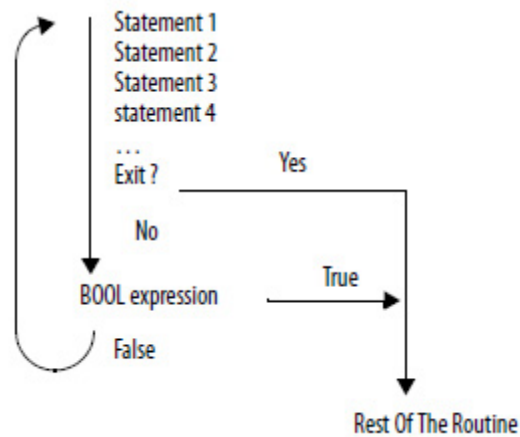 Statement 1
Statement 2
Statement 3
statement 4
...
Exit ?
Yes
No
True
BOOL expression
False
Rest Of The Routine